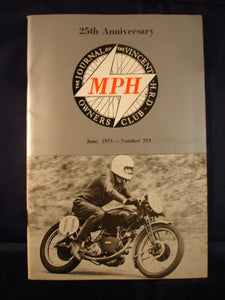 25th Anniversary
THE JOURNAL OF THE VINCENT H.R.D.
MPH
OWNERS CLUB
June, 1973 — Number 293